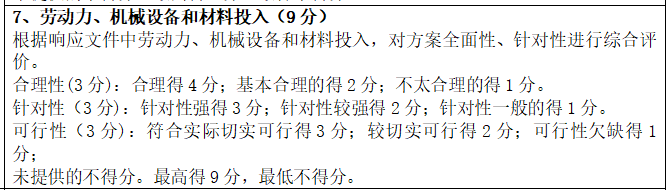 7、劳动力、机械设备和材料投入（9 分）
根据响应文件中劳动力、机械设备和材料投入，对方案全面性、针对性进行综合评
价。
合理性(3 分)：合理得 4 分；基本合理的得 2 分；不太合理的得 1 分。
针对性（3 分）：针对性强得 3 分；针对性较强得 2 分；针对性一般的得 1 分。
可行性（3 分）：符合实际切实可行得 3 分；较切实可行得 2 分；可行性欠缺得 1
分；
未提供的不得分。最高得 9 分，最低不得分。